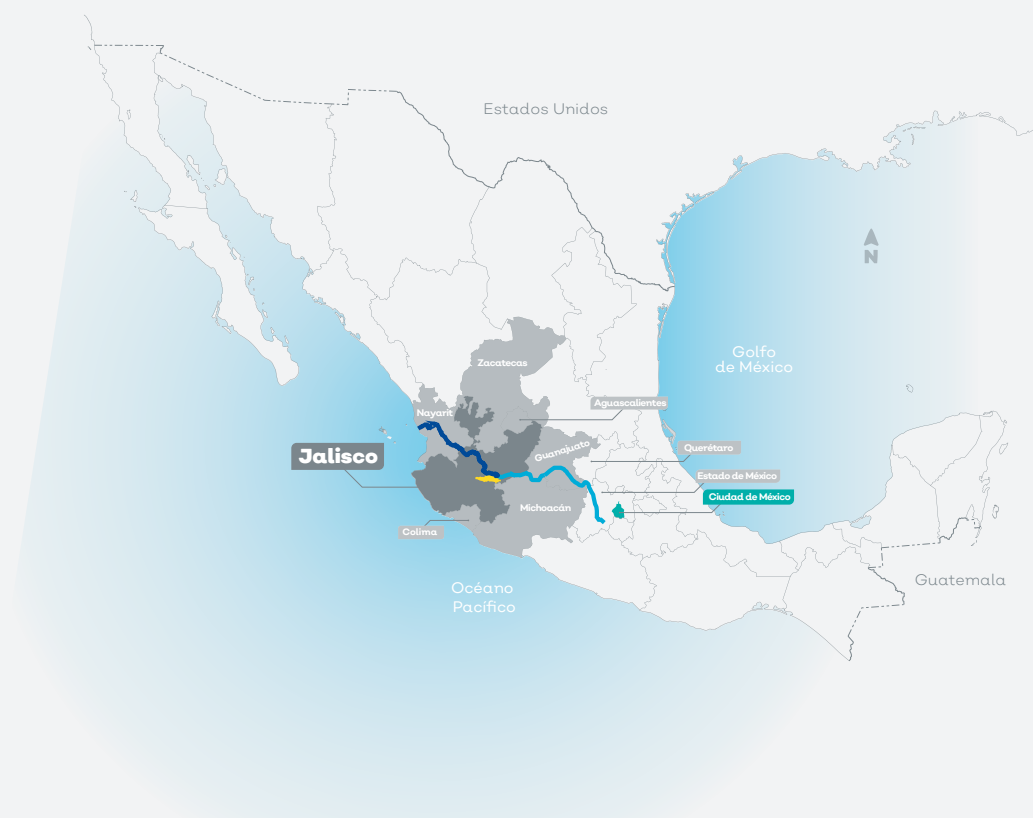 Estados Unidos
N
Golfo
de México
Zacatecas
Aguascalientes
Nayarit
Guanajuato
Querétaro
Jalisco
Estado de México
Ciudad de México
Michoacán
Colima
Guatemala
Océano
Pacífico